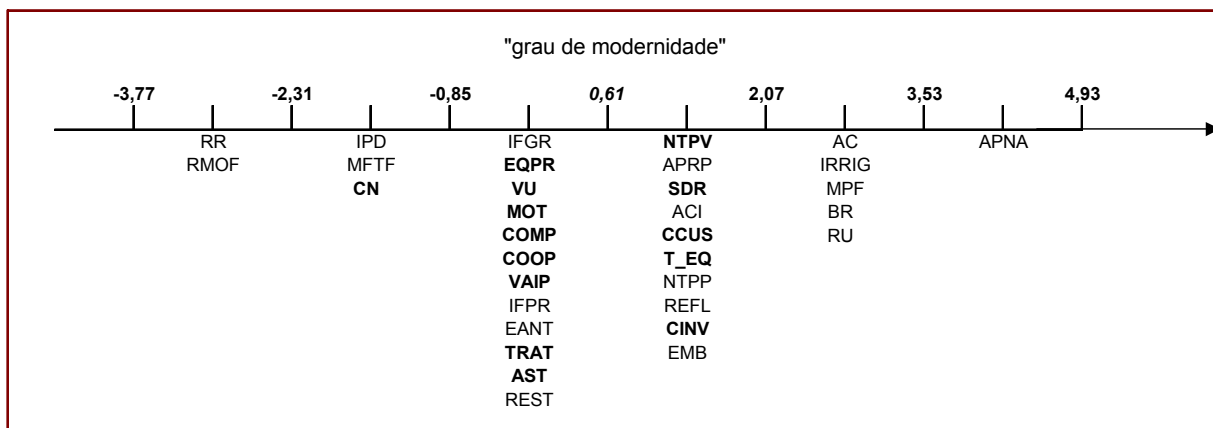 "grau de modernidade"
-3,77 -2,31 -0,85 0,61 2,07 3,53 4,93
RR IPD IFGR NTPV AC APNA
RMOF MFTF EQPR APRP IRRIG
CN VU SDR MPF
MOT ACI BR
COMP CCUS RU
COOP T_EQ
VAIP NTPP
IFPR REFL
EANT CINV
TRAT EMB
AST
REST